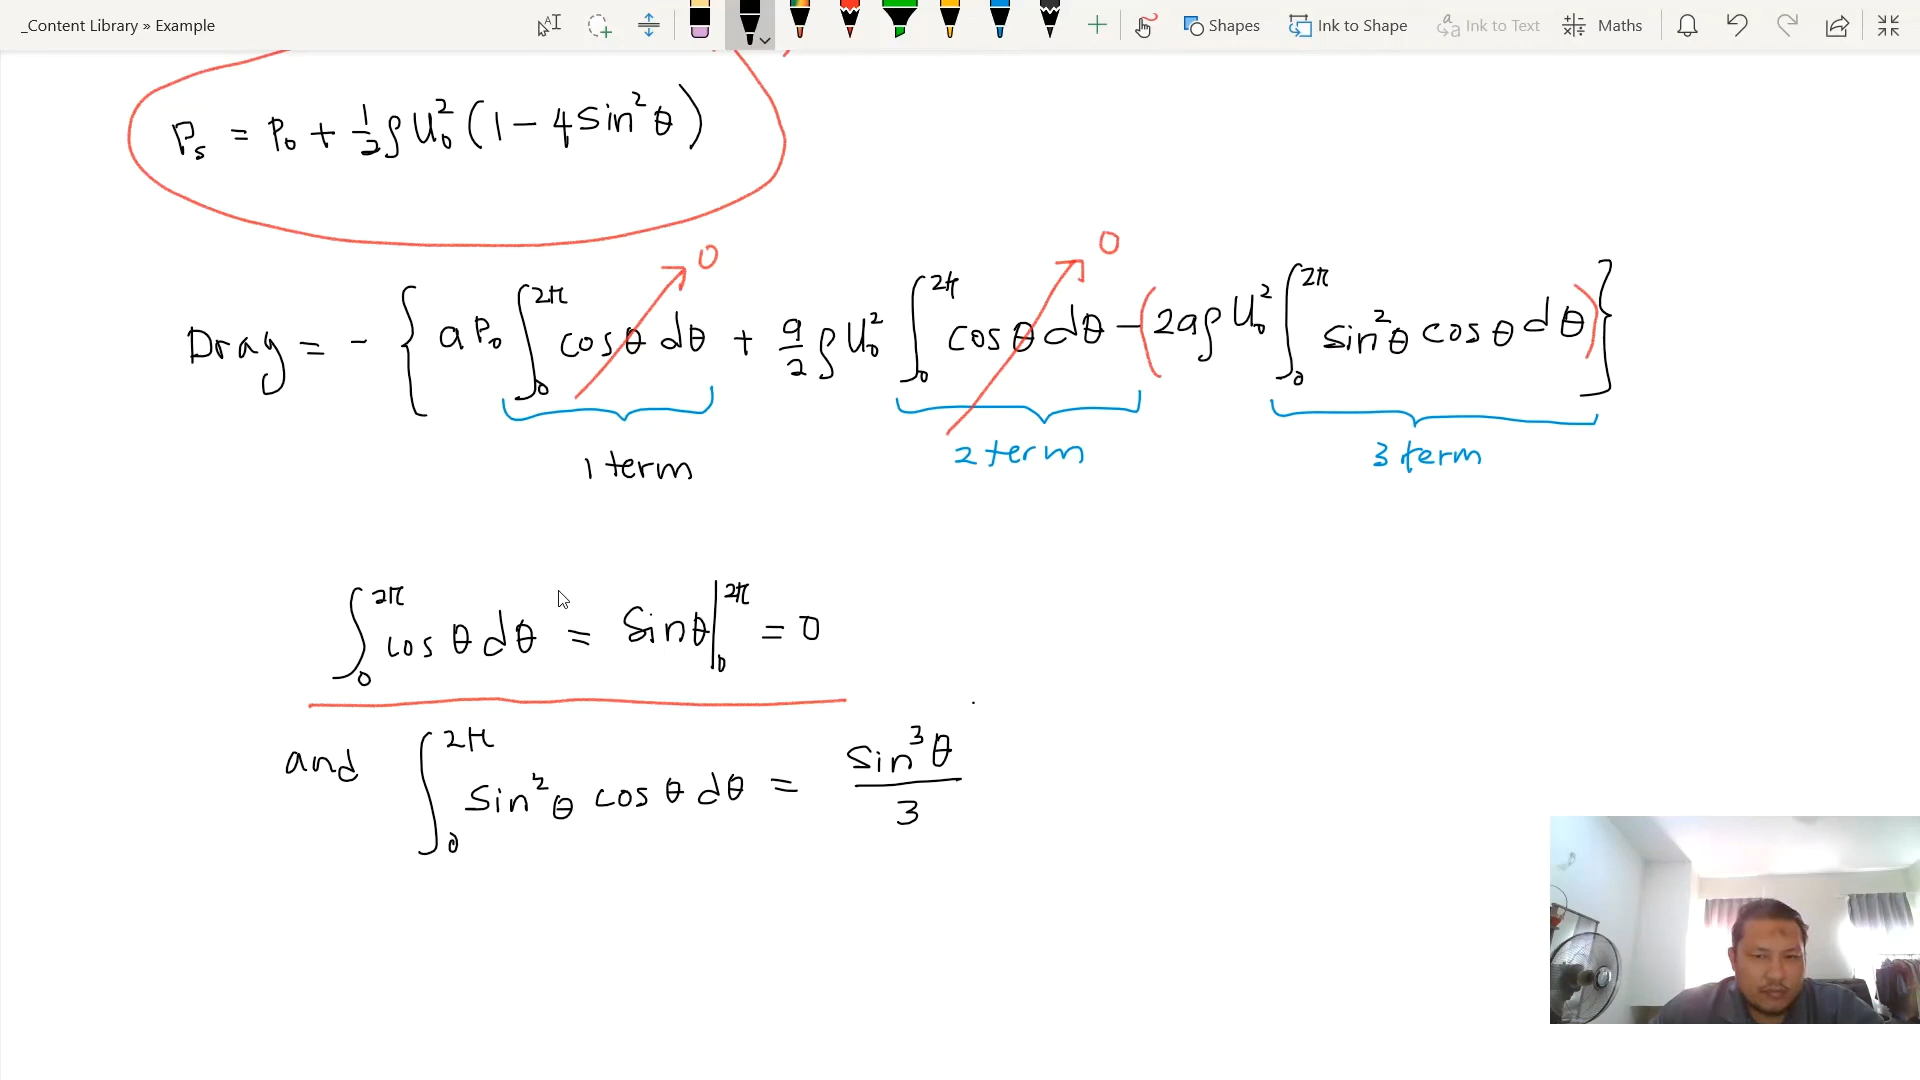 _Content Library » Example
Shapes Ink to Shape Ink to Text Maths
Ps = P₀ + ½ρU₀²(1 − 4sin²θ)
0 0
Drag = − { aP₀ ∫₀^2π cosθ dθ + a/2 ρU₀² ∫₀^2π cosθ dθ − (2aρU₀² ∫₀^2π sin²θ cosθ dθ) }
1 term 2 term 3 term
∫₀^2π cosθ dθ = Sinθ |₀^2π = 0
and ∫₀^2π Sin²θ cosθ dθ = sin³θ / 3